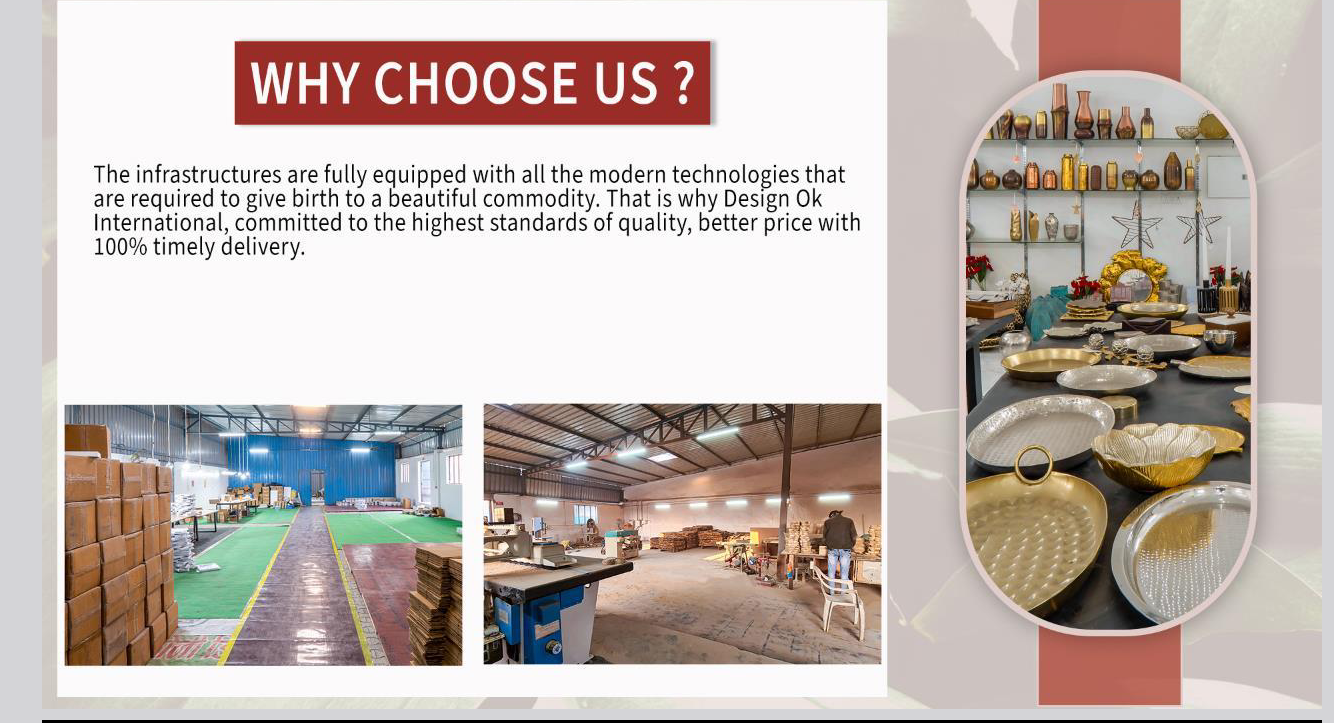 WHY CHOOSE US ?
The infrastructures are fully equipped with all the modern technologies that
are required to give birth to a beautiful commodity. That is why Design Ok
International, committed to the highest standards of quality, better price with
100% timely delivery.